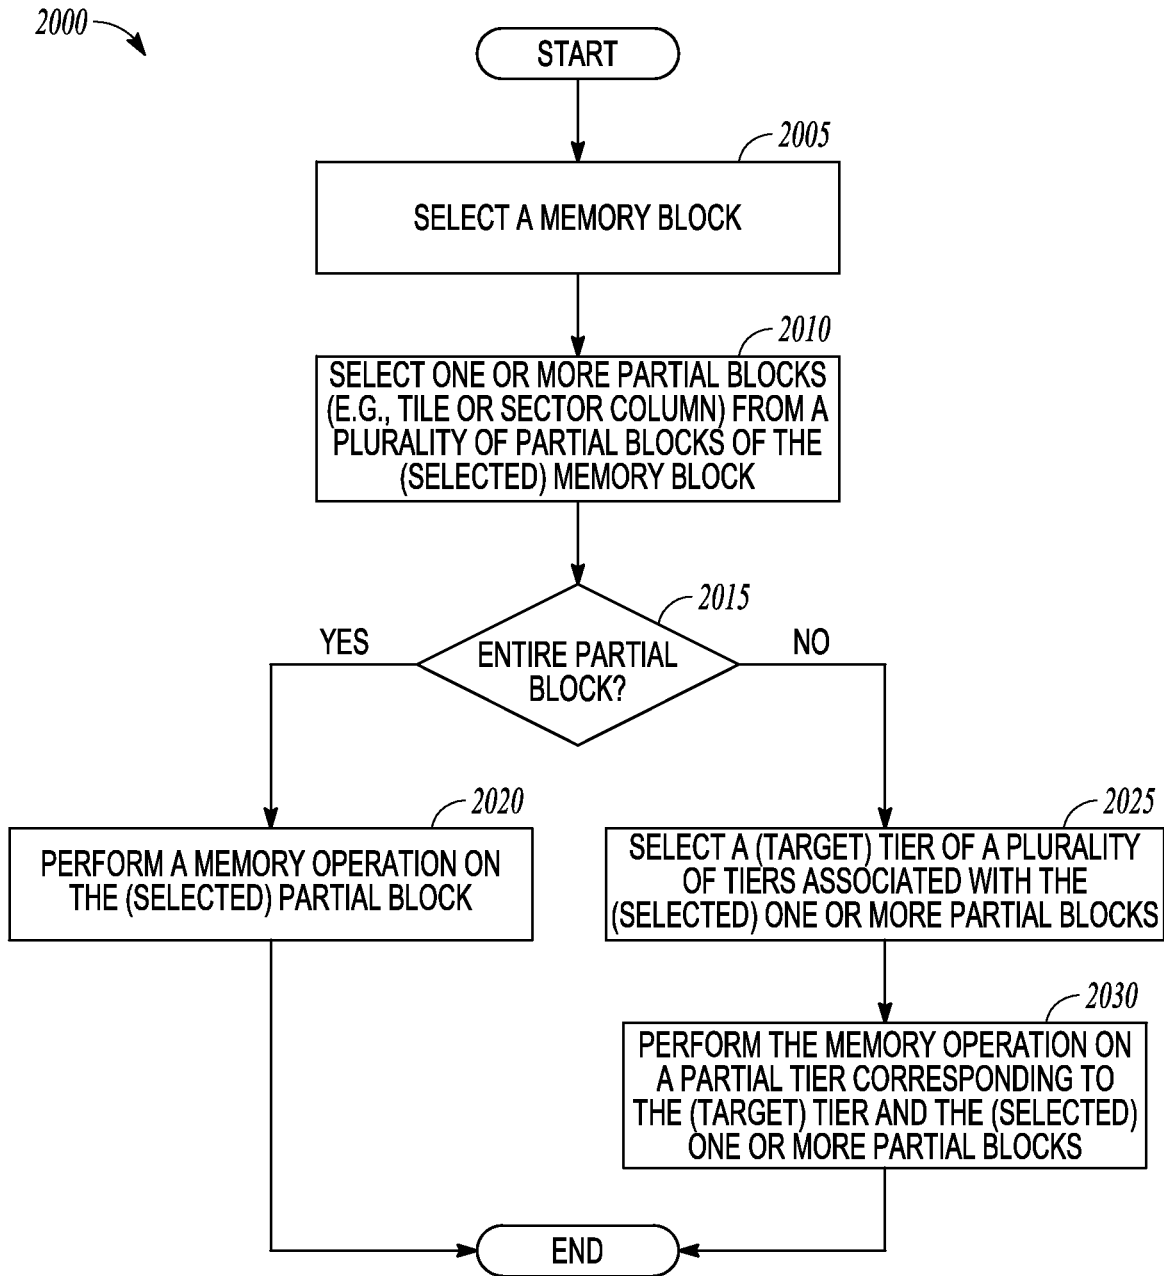 2000
START
2005
SELECT A MEMORY BLOCK
2010
SELECT ONE OR MORE PARTIAL BLOCKS
(E.G., TILE OR SECTOR COLUMN) FROM A
PLURALITY OF PARTIAL BLOCKS OF THE
(SELECTED) MEMORY BLOCK
2015
ENTIRE PARTIAL
BLOCK?
YES
NO
2020
PERFORM A MEMORY OPERATION ON
THE (SELECTED) PARTIAL BLOCK
2025
SELECT A (TARGET) TIER OF A PLURALITY
OF TIERS ASSOCIATED WITH THE
(SELECTED) ONE OR MORE PARTIAL BLOCKS
2030
PERFORM THE MEMORY OPERATION ON
A PARTIAL TIER CORRESPONDING TO
THE (TARGET) TIER AND THE (SELECTED)
ONE OR MORE PARTIAL BLOCKS
END